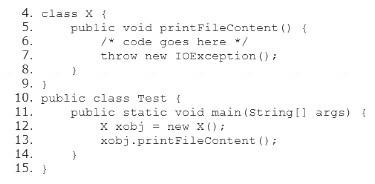 4. class X {
5.     public void printFileContent() {
6.         /* code goes here */
7.         throw new IOException();
8.     }
9. }
10. public class Test {
11.     public static void main(String[] args) {
12.         X xobj = new X();
13.         xobj.printFileContent();
14.     }
15. }